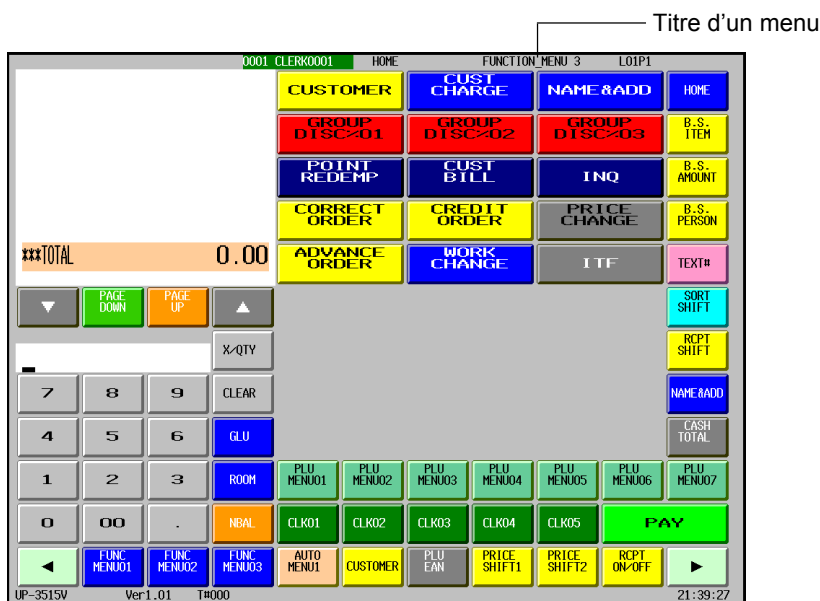 Titre d'un menu
0001 CLERK0001 HOME FUNCTION_MENU 3 L01P1
CUSTOMER
CUST
CHARGE
NAME&ADD
HOME
GROUP
DISC%01
GROUP
DISC%02
GROUP
DISC%03
B.S.
ITEM
POINT
REDEMP
CUST
BILL
INQ
B.S.
AMOUNT
CORRECT
ORDER
CREDIT
ORDER
PRICE
CHANGE
B.S.
PERSON
***TOTAL 0.00
ADVANCE
ORDER
WORK
CHANGE
ITF
TEXT#
PAGE
DOWN
PAGE
UP
SORT
SHIFT
X/QTY
RCPT
SHIFT
7 8 9 CLEAR
NAME&ADD
4 5 6 GLU
CASH
TOTAL
1 2 3 ROOM
PLU
MENU01
PLU
MENU02
PLU
MENU03
PLU
MENU04
PLU
MENU05
PLU
MENU06
PLU
MENU07
0 00 . NBAL
CLK01 CLK02 CLK03 CLK04 CLK05 PAY
FUNC
MENU01
FUNC
MENU02
FUNC
MENU03
AUTO
MENU1
CUSTOMER
PLU
EAN
PRICE
SHIFT1
PRICE
SHIFT2
RCPT
ON/OFF
UP-3515V Ver1.01 T#000 21:39:27